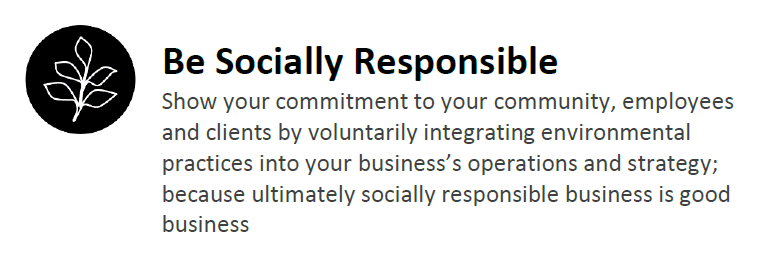 Be Socially Responsible
Show your commitment to your community, employees
and clients by voluntarily integrating environmental
practices into your business’s operations and strategy;
because ultimately socially responsible business is good
business